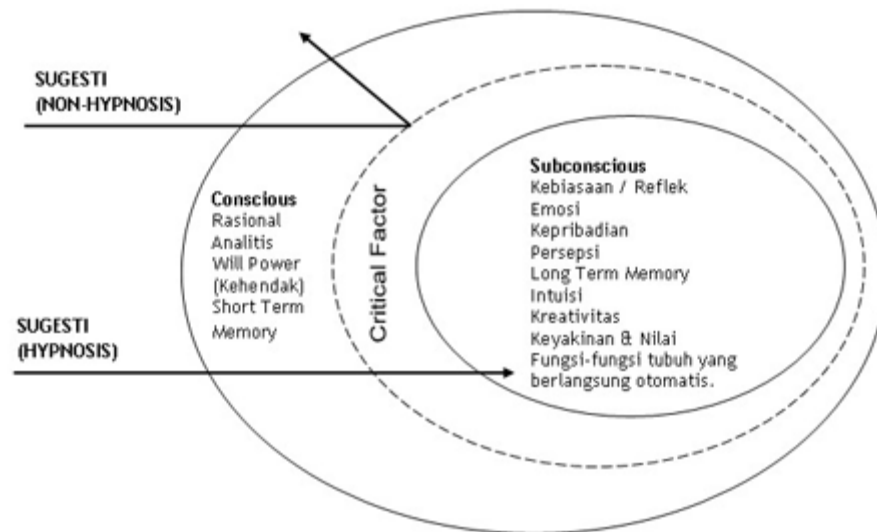 SUGESTI
(NON-HYPNOSIS)
Conscious
Rasional
Analitis
Will Power
(Kehendak)
Short Term
Memory
Critical Factor
Subconscious
Kebiasaan / Reflek
Emosi
Kepribadian
Persepsi
Long Term Memory
Intuisi
Kreativitas
Keyakinan & Nilai
Fungsi-fungsi tubuh yang
berlangsung otomatis.
SUGESTI
(HYPNOSIS)